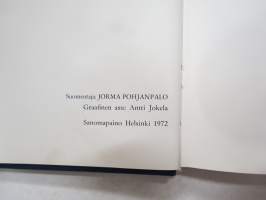 Suomentaja JORMA POHJANPALO
Graafinen asu: Antti Jokela
Sanomapaino Helsinki 1972